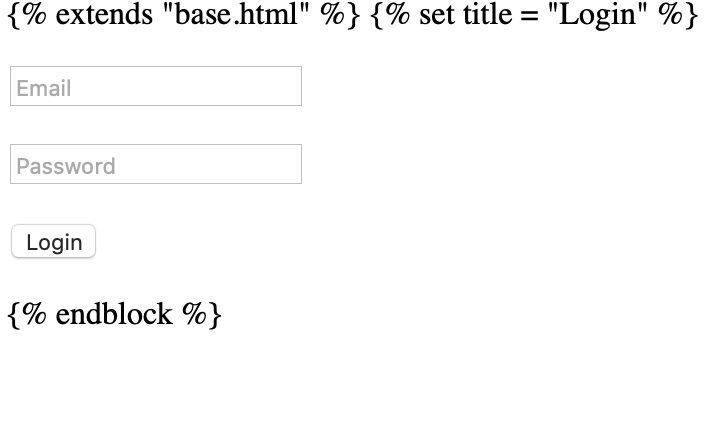 {% extends "base.html" %} {% set title = "Login" %}
Email
Password
Login
{% endblock %}